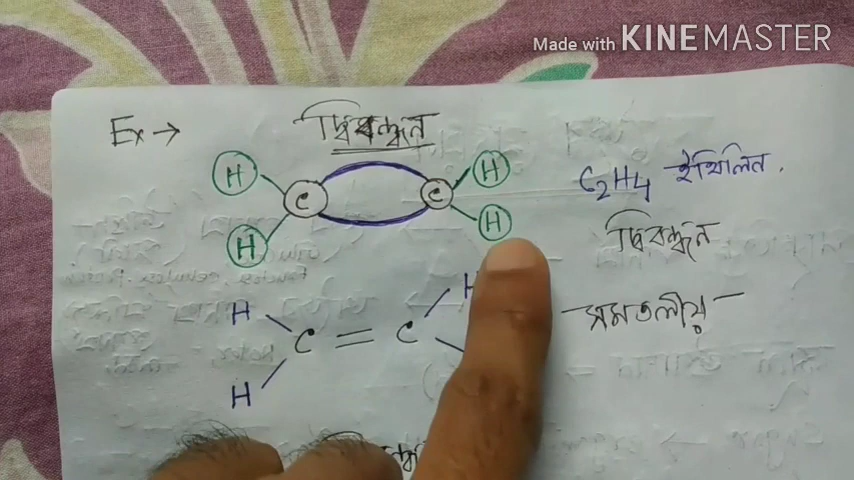 Made with KINEMASTER
Ex → দ্বিবন্ধন
H C C H
H H
C2H4 ইথিলিন.
দ্বিবন্ধন
H C = C H
H
সমতলীয়